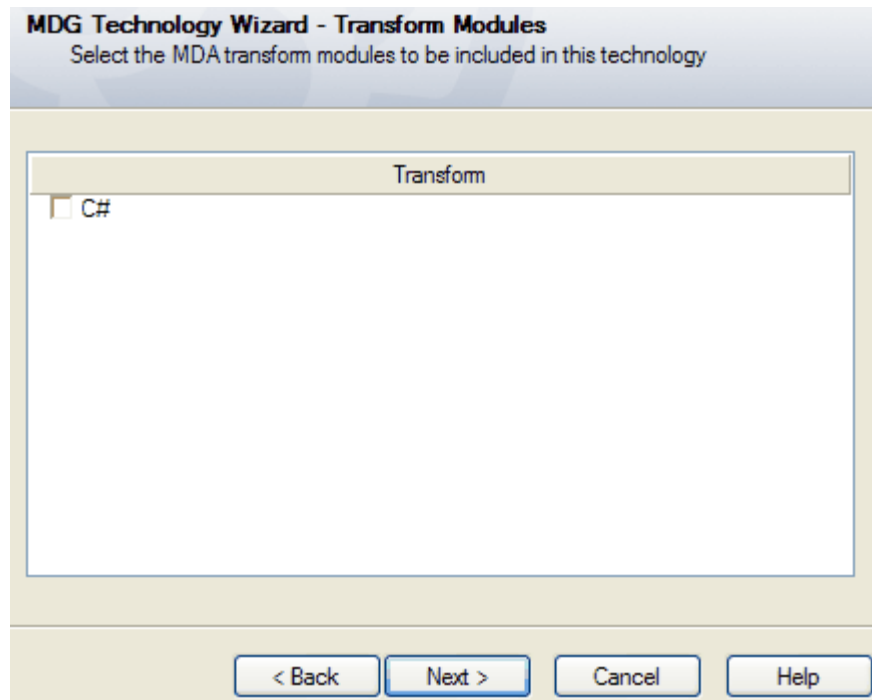 MDG Technology Wizard - Transform Modules
Select the MDA transform modules to be included in this technology
Transform
C#
< Back Next > Cancel Help